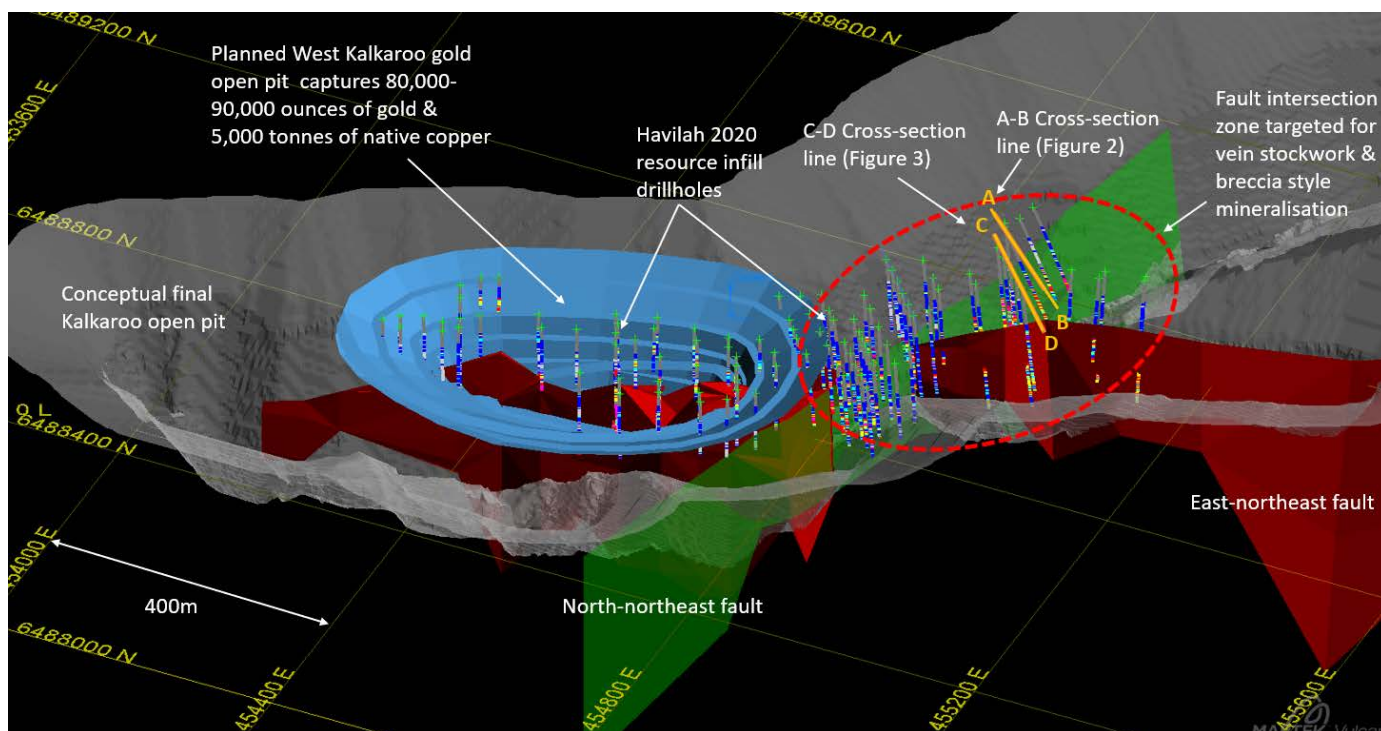 6489200 N
6489600 N
453600 E
Planned West Kalkaroo gold
open pit captures 80,000-
90,000 ounces of gold &
5,000 tonnes of native copper
Havilah 2020
resource infill
drillholes
C-D Cross-section
line (Figure 3)
A-B Cross-section
line (Figure 2)
Fault intersection
zone targeted for
vein stockwork &
breccia style
mineralisation
A
C
B
D
6488800 N
Conceptual final
Kalkaroo open pit
6488400 N
East-northeast fault
454000 E
400m
North-northeast fault
6488000 N
454400 E
454800 E
455200 E
455600 E